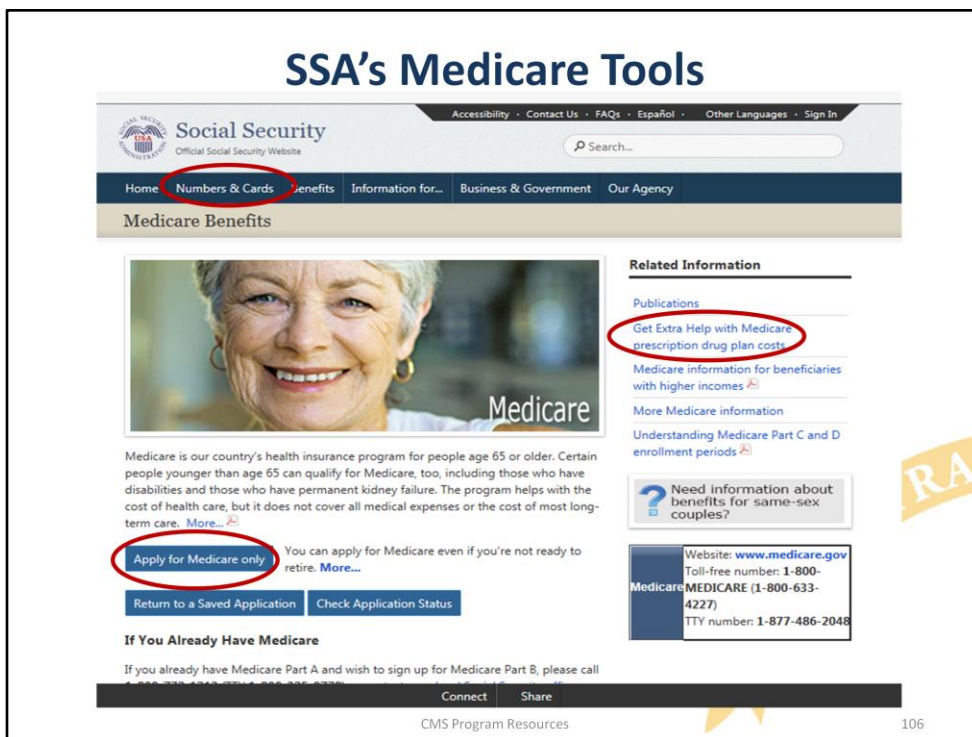 SSA's Medicare Tools
Accessibility · Contact Us · FAQs · Español · Other Languages · Sign In
SOCIAL SECURITY ADMINISTRATION
USA
Social Security
Official Social Security Website
Search...
Home Numbers & Cards Benefits Information for... Business & Government Our Agency
Medicare Benefits
Medicare
Medicare is our country's health insurance program for people age 65 or older. Certain
people younger than age 65 can qualify for Medicare, too, including those who have
disabilities and those who have permanent kidney failure. The program helps with the
cost of health care, but it does not cover all medical expenses or the cost of most long-
term care. More...
Apply for Medicare only
You can apply for Medicare even if you're not ready to
retire. More...
Return to a Saved Application Check Application Status
If You Already Have Medicare
If you already have Medicare Part A and wish to sign up for Medicare Part B, please call
Related Information
Publications
Get Extra Help with Medicare
prescription drug plan costs
Medicare information for beneficiaries
with higher incomes
More Medicare information
Understanding Medicare Part C and D
enrollment periods
? Need information about
benefits for same-sex
couples?
Medicare
Website: www.medicare.gov
Toll-free number: 1-800-
MEDICARE (1-800-633-
4227)
TTY number: 1-877-486-2048
RA
Connect Share
CMS Program Resources
106